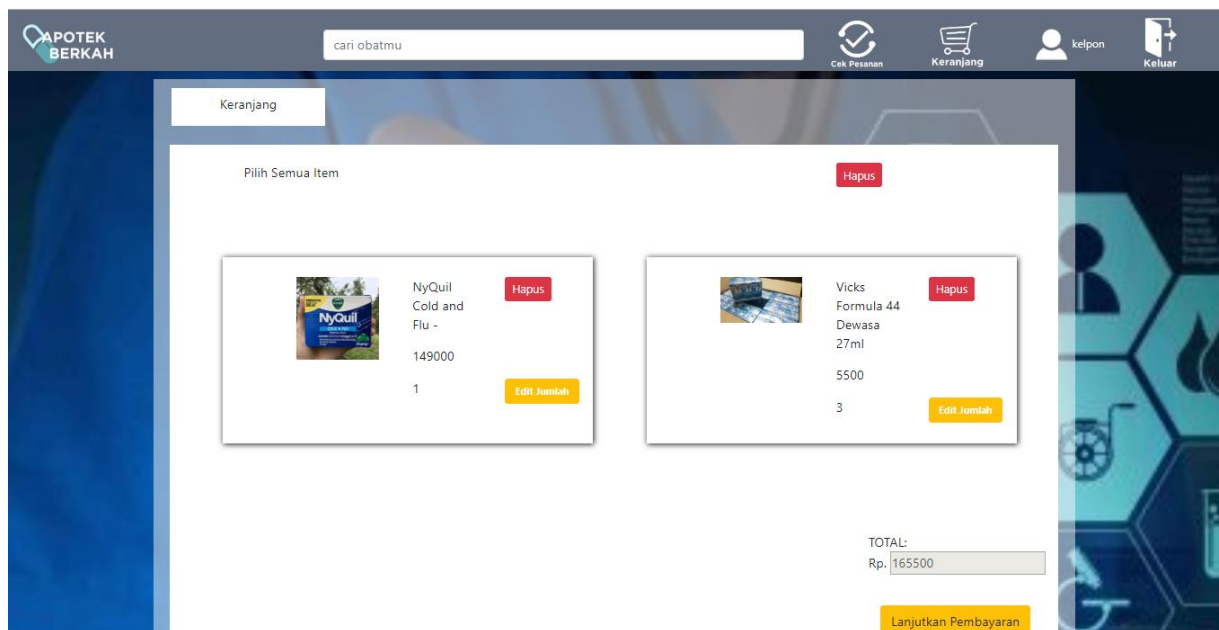 APOTEK
BERKAH
cari obatmu
Cek Pesanan
Keranjang
kelpon
Keluar
Keranjang
Pilih Semua Item
Hapus
NyQuil
NyQuil
Cold and
Flu -
149000
1
Hapus
Edit Jumlah
Vicks
Formula 44
Dewasa
27ml
5500
3
Hapus
Edit Jumlah
TOTAL:
Rp. 165500
Lanjutkan Pembayaran